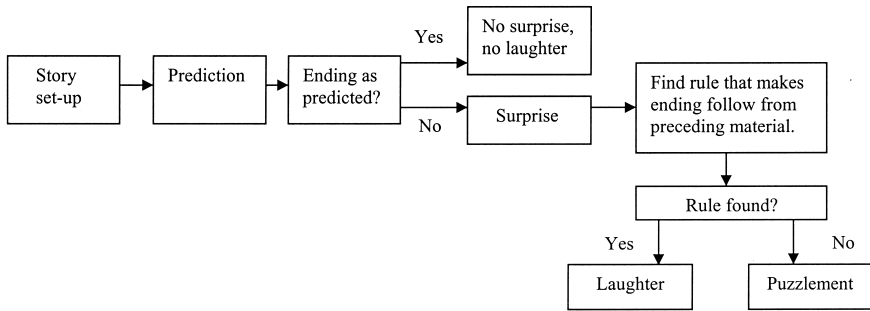 Story
set-up
Prediction
Ending as
predicted?
Yes
No surprise,
no laughter
No
Surprise
Find rule that makes
ending follow from
preceding material.
Rule found?
Yes
No
Laughter
Puzzlement